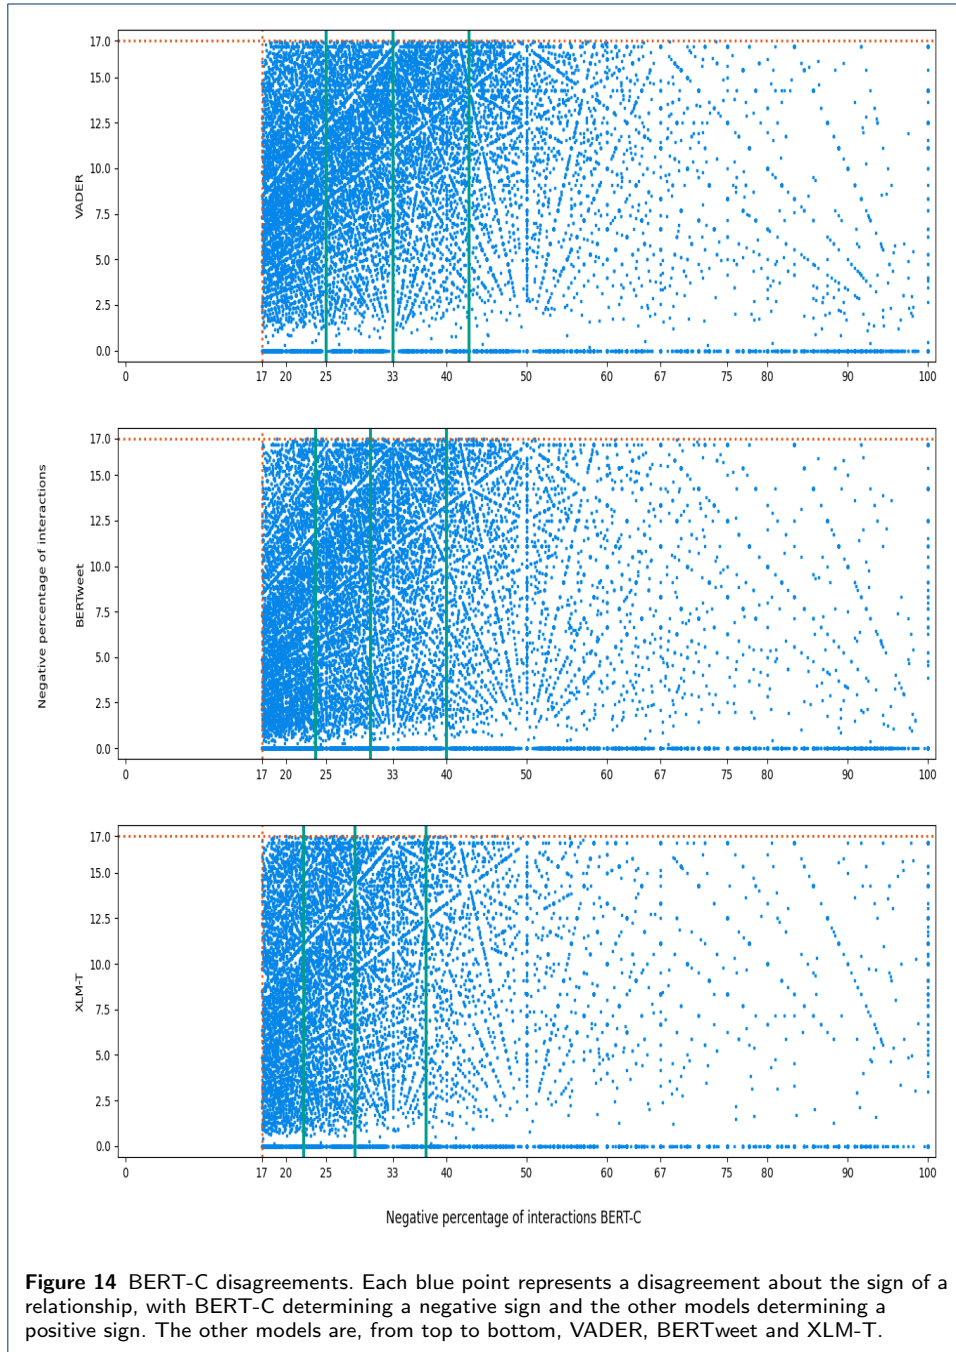 17.0
15.0
12.5
10.0
7.5
5.0
2.5
0.0
VADER
0 17 20 25 33 40 50 60 67 80 90 100
17.0
15.0
12.5
10.0
7.5
5.0
2.5
0.0
BERTweet
Negative percentage of interactions
0 17 20 25 33 40 50 60 67 80 90 100
17.0
15.0
12.5
10.0
7.5
5.0
2.5
0.0
XLM-T
0 17 20 25 33 40 50 60 67 80 90 100
Negative percentage of interactions BERT-C
Figure 14 BERT-C disagreements. Each blue point represents a disagreement about the sign of a
relationship, with BERT-C determining a negative sign and the other models determining a
positive sign. The other models are, from top to bottom, VADER, BERTweet and XLM-T.